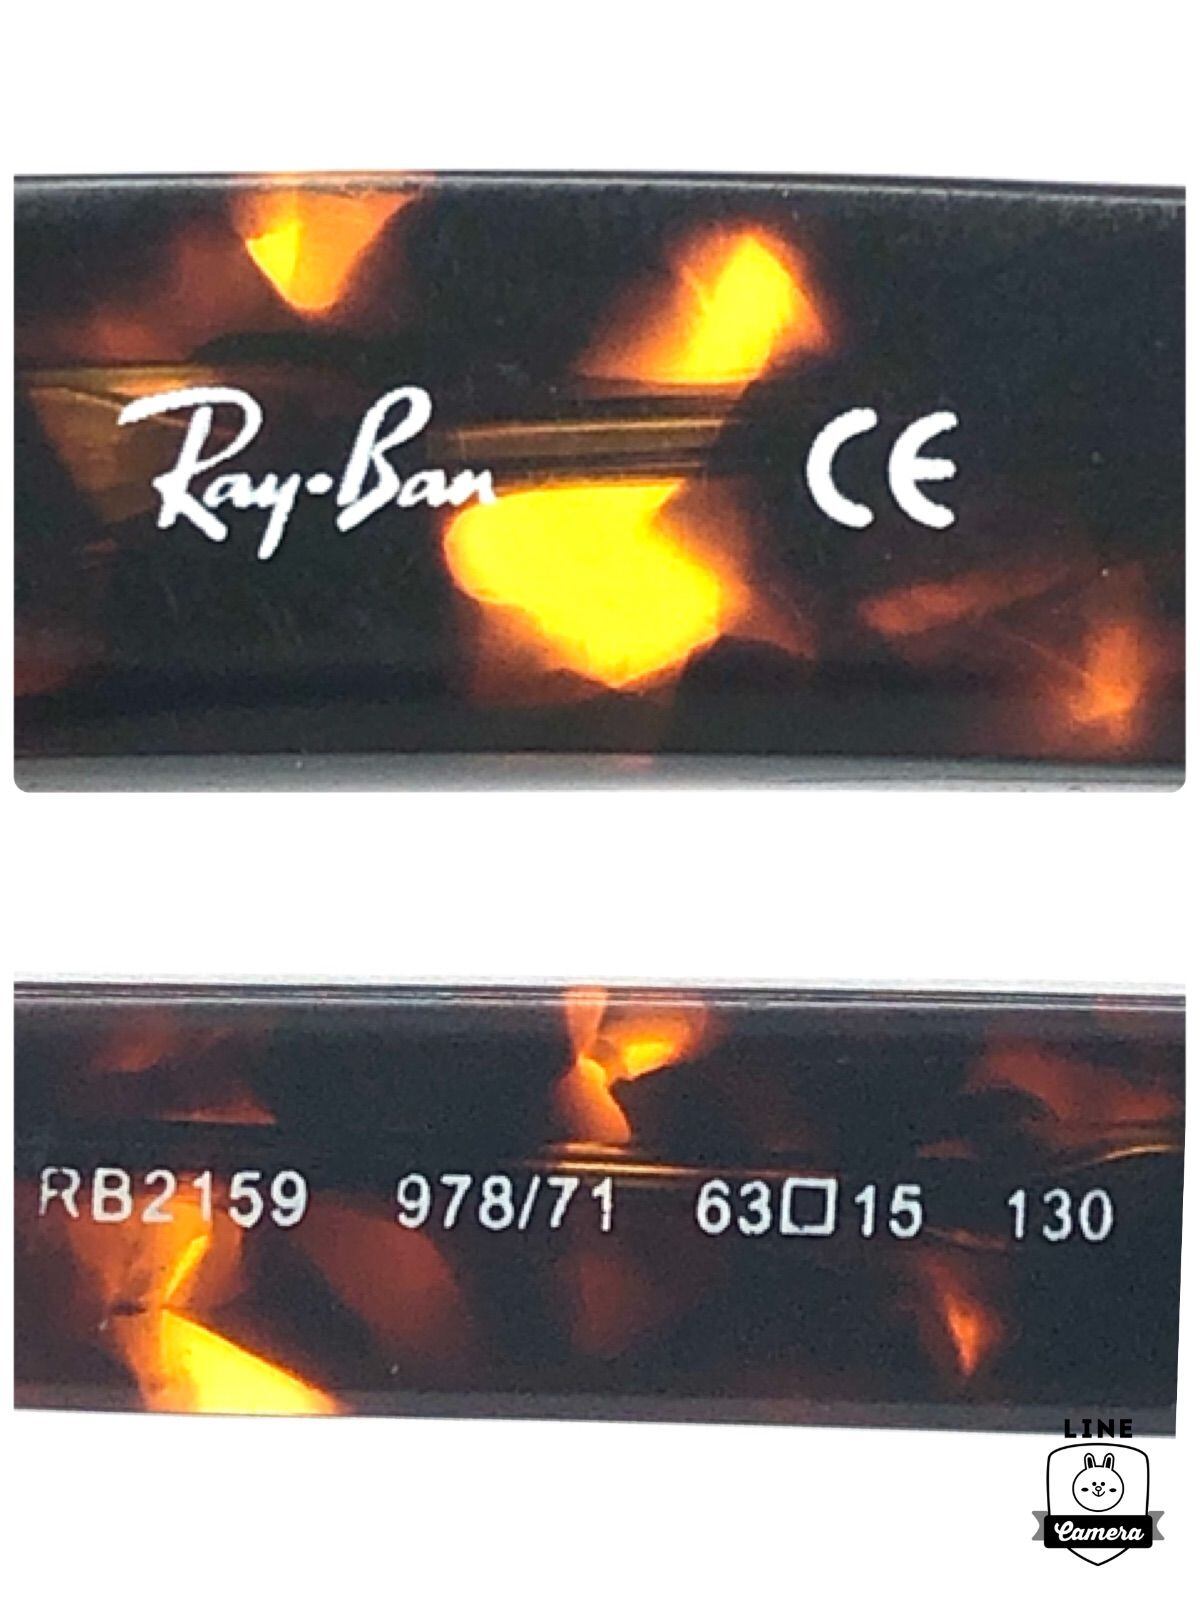 Ray-Ban CE
RB2159 978/71 63□15 130
LINE
Camera